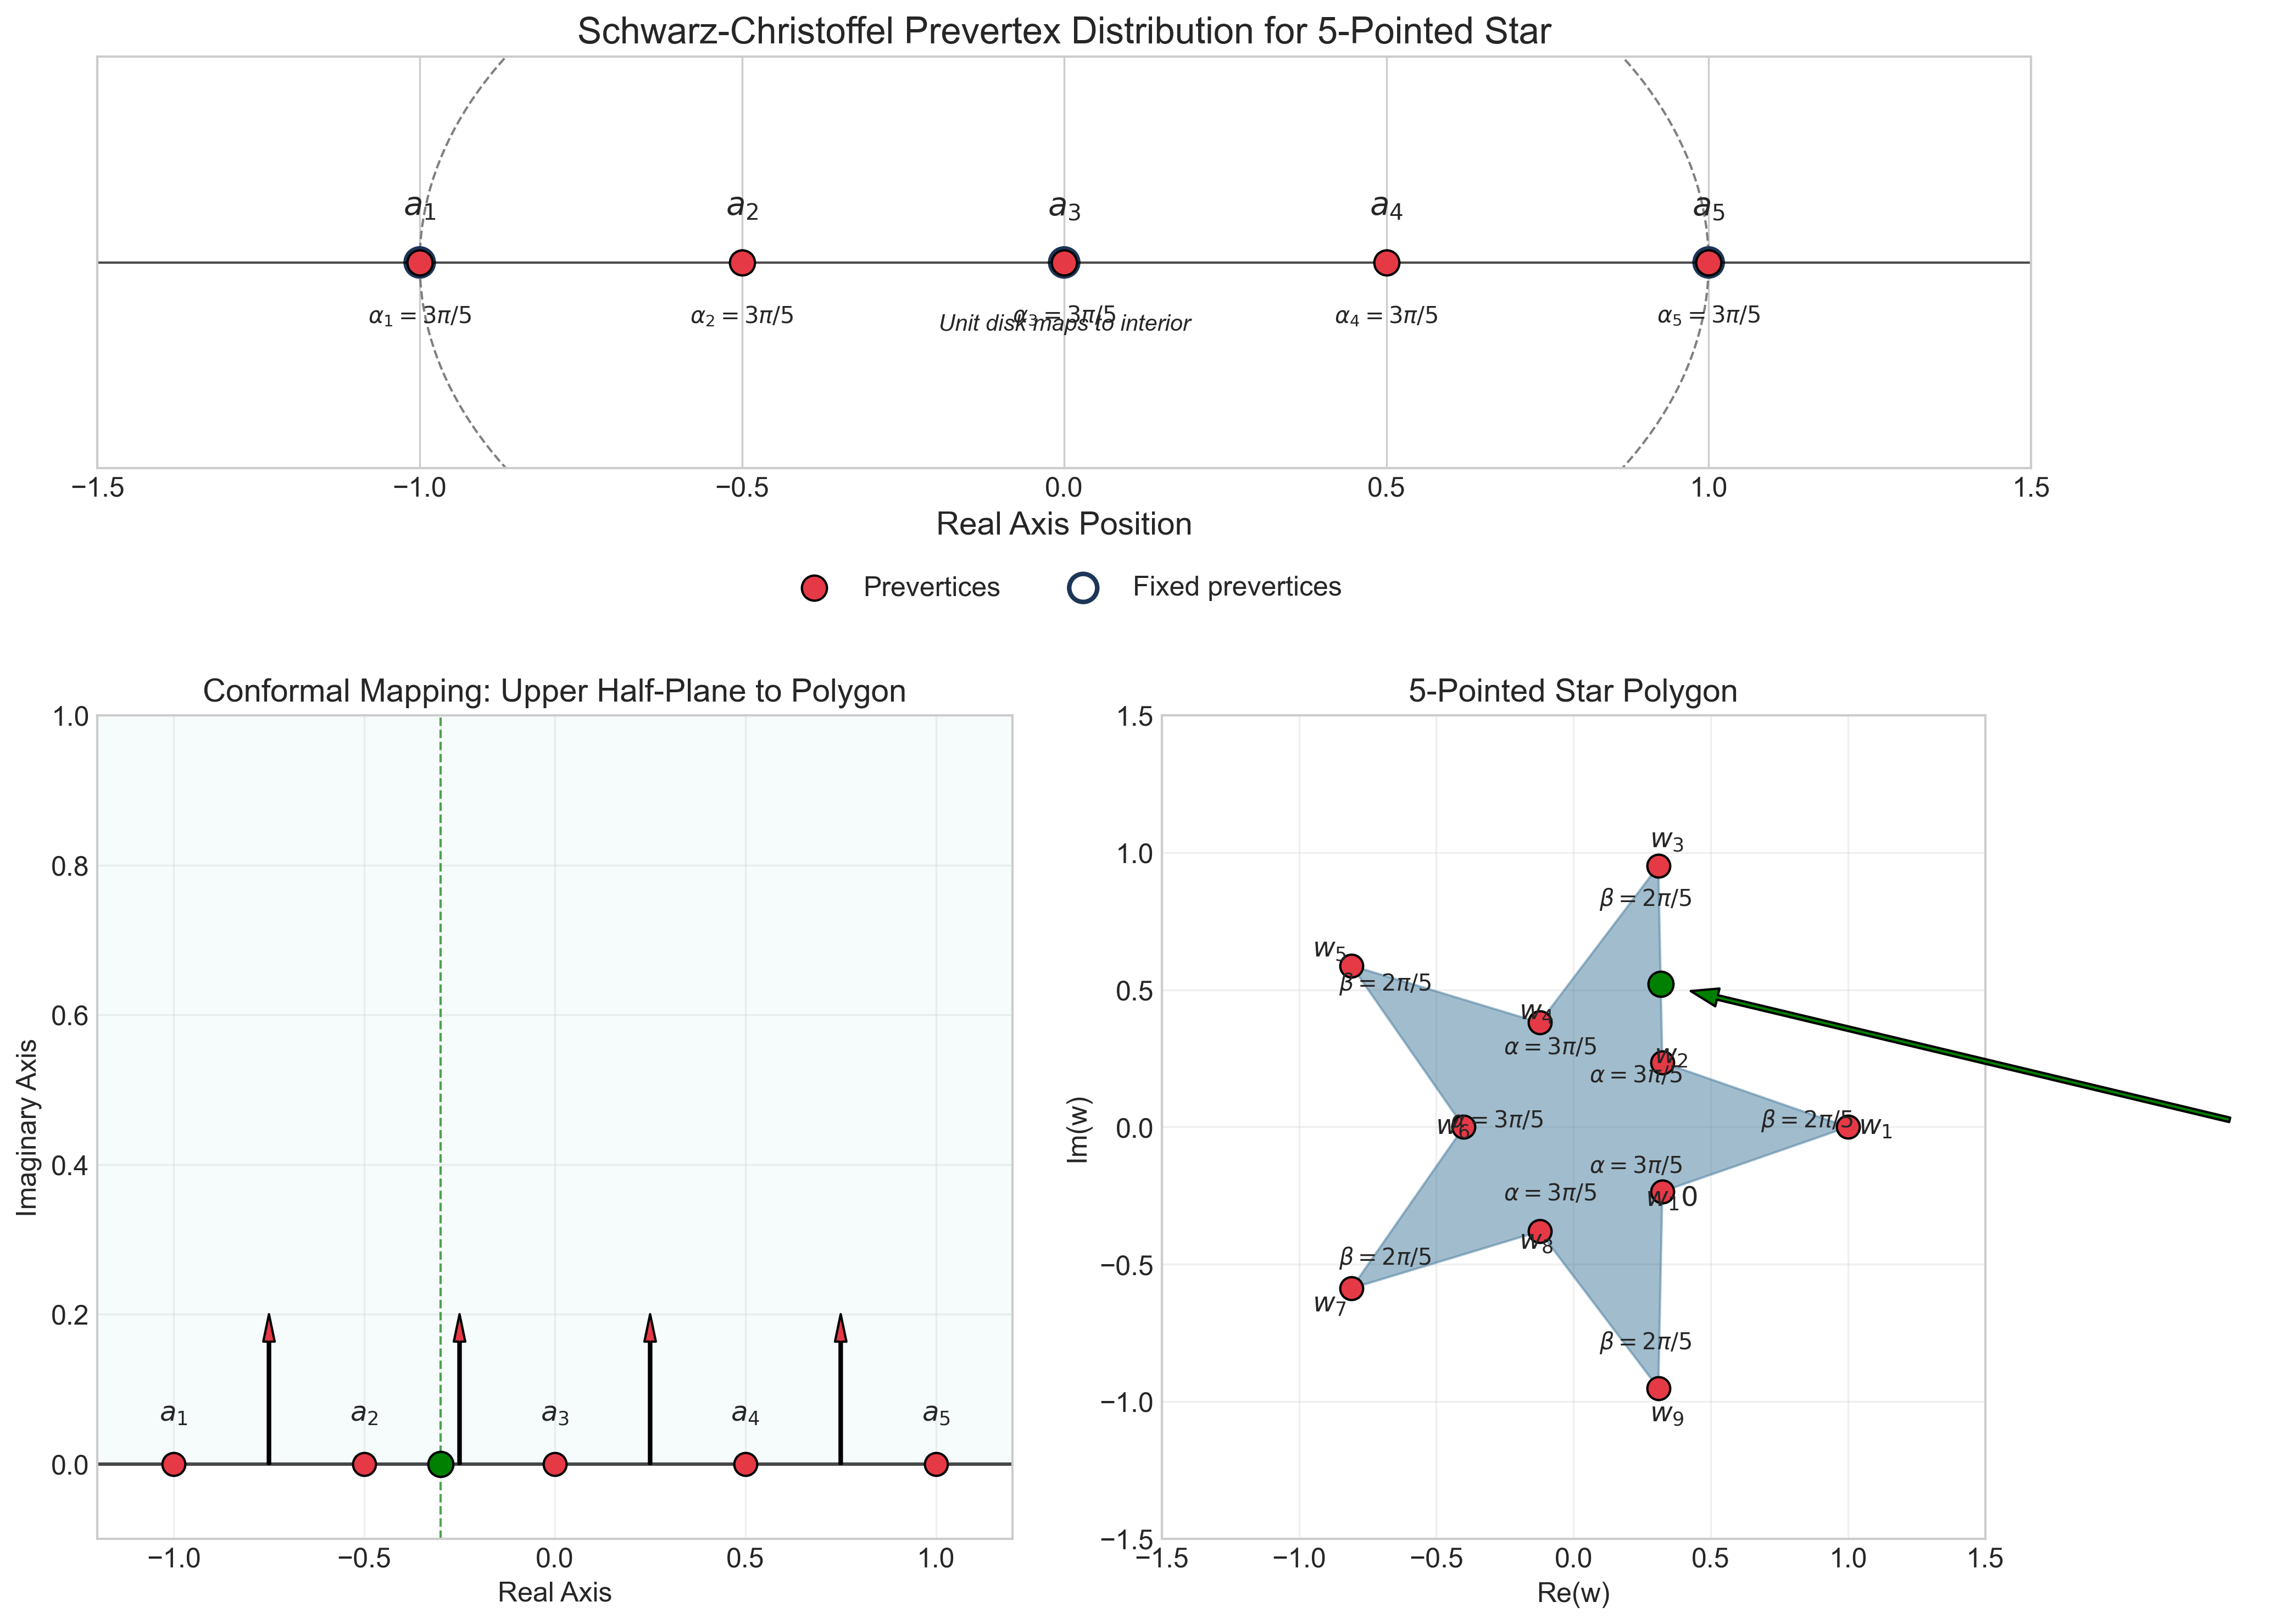 Schwarz-Christoffel Prevertex Distribution for 5-Pointed Star
a₁ a₂ a₃ a₄ a₅
α₁ = 3π/5 α₂ = 3π/5 α₃ = 3π/5 α₄ = 3π/5 α₅ = 3π/5
Unit disk maps to interior
−1.5 −1.0 −0.5 0.0 0.5 1.0 1.5
Real Axis Position
Prevertices Fixed prevertices
Conformal Mapping: Upper Half-Plane to Polygon
Imaginary Axis
1.0
0.8
0.6
0.4
0.2
0.0
a₁ a₂ a₃ a₄ a₅
−1.0 −0.5 0.0 0.5 1.0
Real Axis
5-Pointed Star Polygon
Im(w)
1.5
1.0
0.5
0.0
−0.5
−1.0
−1.5
w₃
β = 2π/5
w₅
β = 2π/5
w₄
α = 3π/5
w₂
α = 3π/5
w₆
α = 3π/5
β = 2π/5 w₁
α = 3π/5
w₁0
α = 3π/5
w₈
β = 2π/5
w₇
β = 2π/5
w₉
−1.5 −1.0 −0.5 0.0 0.5 1.0 1.5
Re(w)